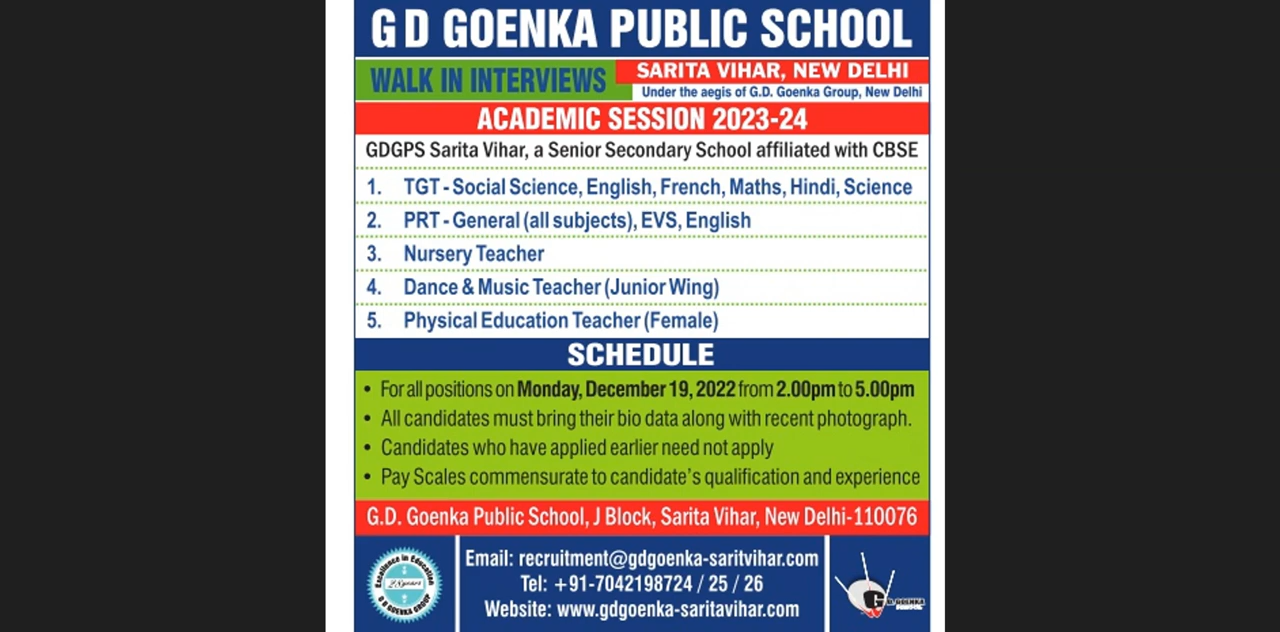 G D GOENKA PUBLIC SCHOOL
WALK IN INTERVIEWS
SARITA VIHAR, NEW DELHI
Under the aegis of G.D. Goenka Group, New Delhi
ACADEMIC SESSION 2023-24
GDGPS Sarita Vihar, a Senior Secondary School affiliated with CBSE
1. TGT - Social Science, English, French, Maths, Hindi, Science
2. PRT - General (all subjects), EVS, English
3. Nursery Teacher
4. Dance & Music Teacher (Junior Wing)
5. Physical Education Teacher (Female)
SCHEDULE
• For all positions on Monday, December 19, 2022 from 2.00pm to 5.00pm
• All candidates must bring their bio data along with recent photograph.
• Candidates who have applied earlier need not apply
• Pay Scales commensurate to candidate's qualification and experience
G.D. Goenka Public School, J Block, Sarita Vihar, New Delhi-110076
Excellence in Education
G D GOENKA GROUP
Email: recruitment@gdgoenka-saritvihar.com
Tel: +91-7042198724 / 25 / 26
Website: www.gdgoenka-saritavihar.com
G.D. GOENKA